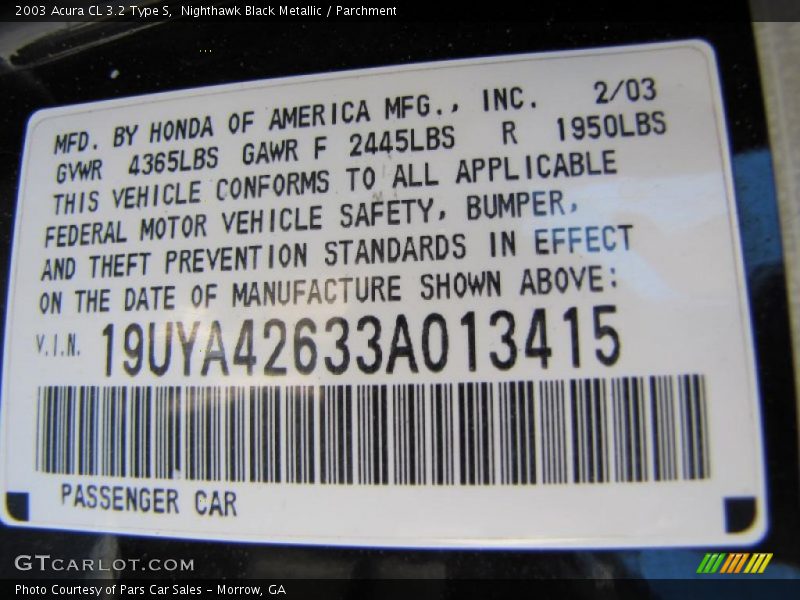 2003 Acura CL 3.2 Type S,  Nighthawk Black Metallic / Parchment
MFD. BY HONDA OF AMERICA MFG., INC. 2/03
GVWR 4365LBS GAWR F 2445LBS R 1950LBS
THIS VEHICLE CONFORMS TO ALL APPLICABLE
FEDERAL MOTOR VEHICLE SAFETY, BUMPER,
AND THEFT PREVENTION STANDARDS IN EFFECT
ON THE DATE OF MANUFACTURE SHOWN ABOVE:
V.I.N. 19UYA42633A013415
PASSENGER CAR
GTCARLOT.COM
Photo Courtesy of Pars Car Sales - Morrow, GA